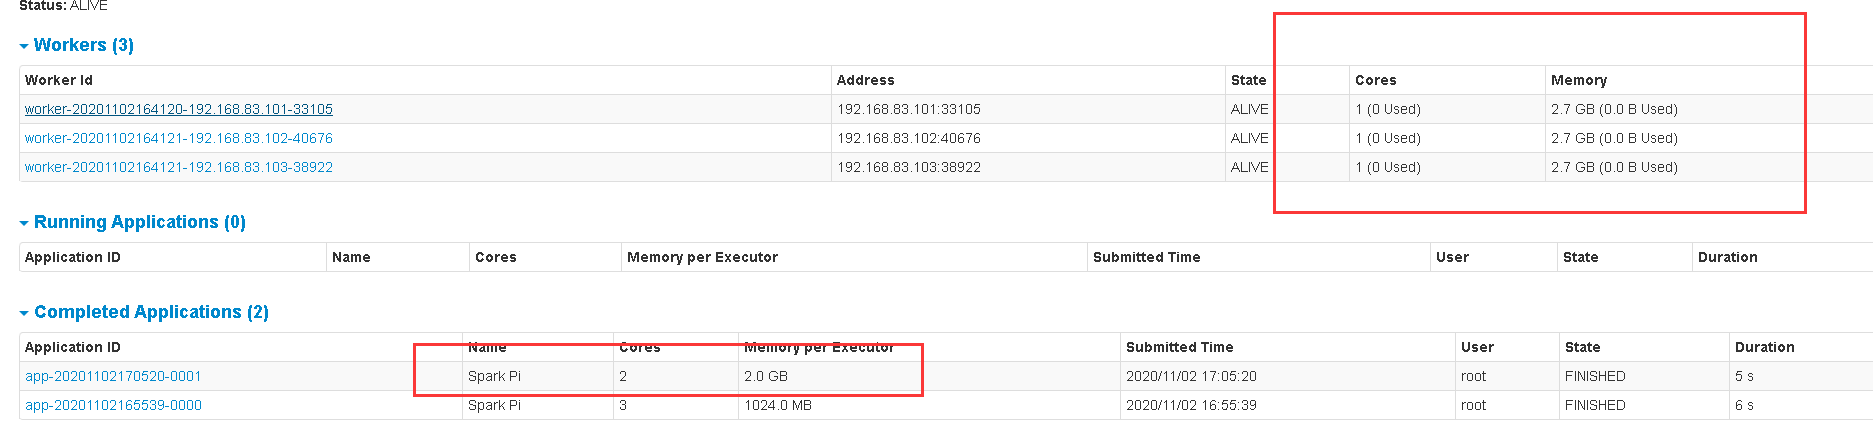 Status: ALIVE
Workers (3)
Worker Id Address State Cores Memory
worker-20201102164120-192.168.83.101-33105 192.168.83.101:33105 ALIVE 1 (0 Used) 2.7 GB (0.0 B Used)
worker-20201102164121-192.168.83.102-40676 192.168.83.102:40676 ALIVE 1 (0 Used) 2.7 GB (0.0 B Used)
worker-20201102164121-192.168.83.103-38922 192.168.83.103:38922 ALIVE 1 (0 Used) 2.7 GB (0.0 B Used)
Running Applications (0)
Application ID Name Cores Memory per Executor Submitted Time User State Duration
Completed Applications (2)
Application ID Name Cores Memory per Executor Submitted Time User State Duration
app-20201102170520-0001 Spark Pi 2 2.0 GB 2020/11/02 17:05:20 root FINISHED 5 s
app-20201102165539-0000 Spark Pi 3 1024.0 MB 2020/11/02 16:55:39 root FINISHED 6 s